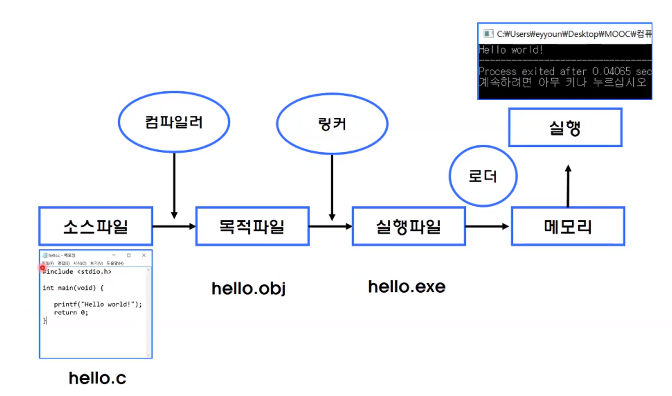 C:₩Users₩eyyoun₩Desktop₩MOOC₩컴퓨
Hello world!
Process exited after 0.04065 sec
계속하려면 아무 키나 누르십시오
컴파일러
링커
실행
로더
소스파일
목적파일
실행파일
메모리
hello.c - 메모장
파일(F) 편집(E) 서식(O) 보기(V) 도움말(H)
#include <stdio.h>
int main(void) {
printf("Hello world!");
return 0;
}
hello.obj
hello.exe
hello.c